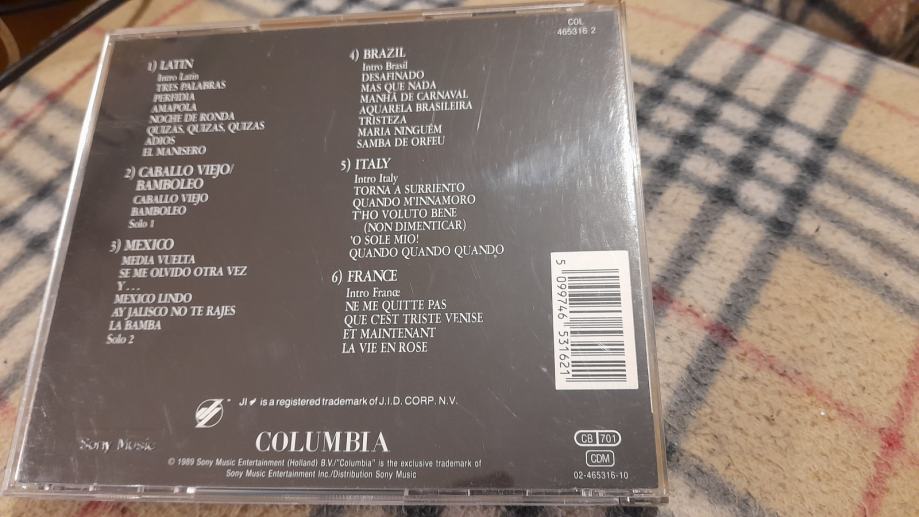 COL
465316 2
1) LATIN
Intro Latin
TRES PALABRAS
PERFIDIA
AMAPOLA
NOCHE DE RONDA
QUIZAS, QUIZAS, QUIZAS
ADIOS
EL MANISERO
2) CABALLO VIEJO/
BAMBOLEO
CABALLO VIEJO
BAMBOLEO
Solo 1
3) MEXICO
MEDIA VUELTA
SE ME OLVIDO OTRA VEZ
Y...
MEXICO LINDO
AY JALISCO NO TE RAJES
LA BAMBA
Solo 2
4) BRAZIL
Intro Brasil
DESAFINADO
MAS QUE NADA
MANHÃ DE CARNAVAL
AQUARELA BRASILEIRA
TRISTEZA
MARIA NINGUÉM
SAMBA DE ORFEU
5) ITALY
Intro Italy
TORNA A SURRIENTO
QUANDO M'INNAMORO
T'HO VOLUTO BENE
(NON DIMENTICAR)
'O SOLE MIO!
QUANDO QUANDO QUANDO
6) FRANCE
Intro France
NE ME QUITTE PAS
QUE C'EST TRISTE VENISE
ET MAINTENANT
LA VIE EN ROSE
5 099746 531621
JI is a registered trademark of J.I.D. CORP. N.V.
Sony Music
COLUMBIA
© 1989 Sony Music Entertainment (Holland) B.V./"Columbia" is the exclusive trademark of
Sony Music Entertainment Inc./Distribution Sony Music
CB 701
CDM
02-465316-10